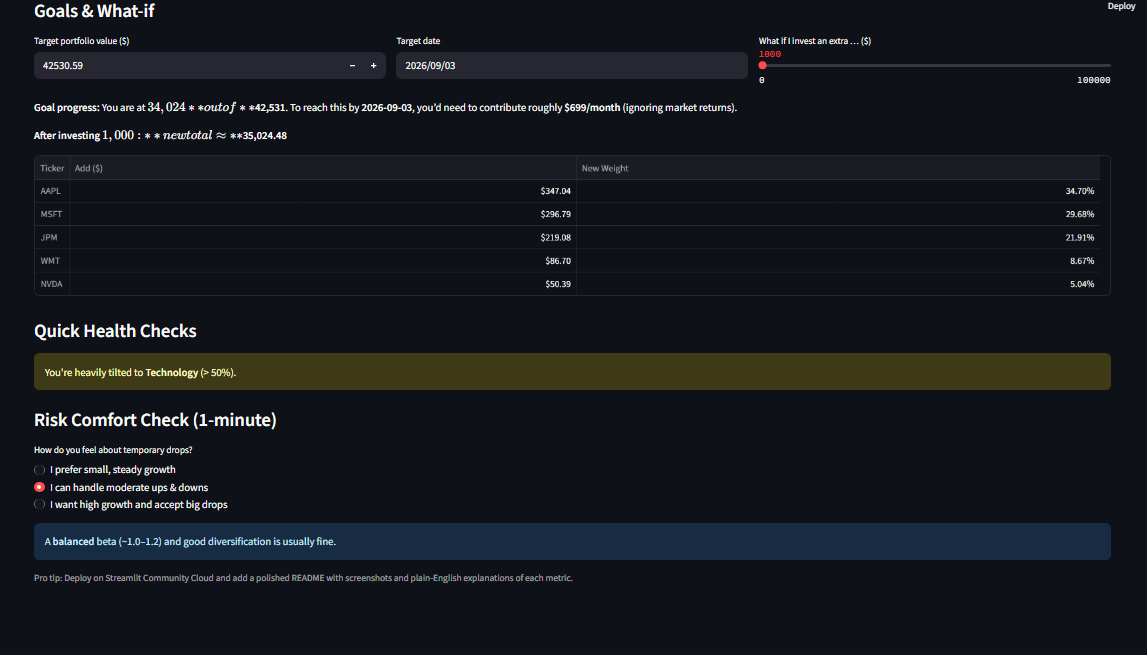 Deploy
Goals & What-if
Target portfolio value ($)
42530.59
− +
Target date
2026/09/03
What if I invest an extra … ($)
1000
0 100000
Goal progress: You are at 34,024 * *outof * *42,531. To reach this by 2026-09-03, you'd need to contribute roughly $699/month (ignoring market returns).
After investing 1,000 : * *newtotal ≈ **35,024.48
Ticker Add ($) New Weight
AAPL $347.04 34.70%
MSFT $296.79 29.68%
JPM $219.08 21.91%
WMT $86.70 8.67%
NVDA $50.39 5.04%
Quick Health Checks
You're heavily tilted to Technology (> 50%).
Risk Comfort Check (1-minute)
How do you feel about temporary drops?
I prefer small, steady growth
I can handle moderate ups & downs
I want high growth and accept big drops
A balanced beta (~1.0–1.2) and good diversification is usually fine.
Pro tip: Deploy on Streamlit Community Cloud and add a polished README with screenshots and plain-English explanations of each metric.